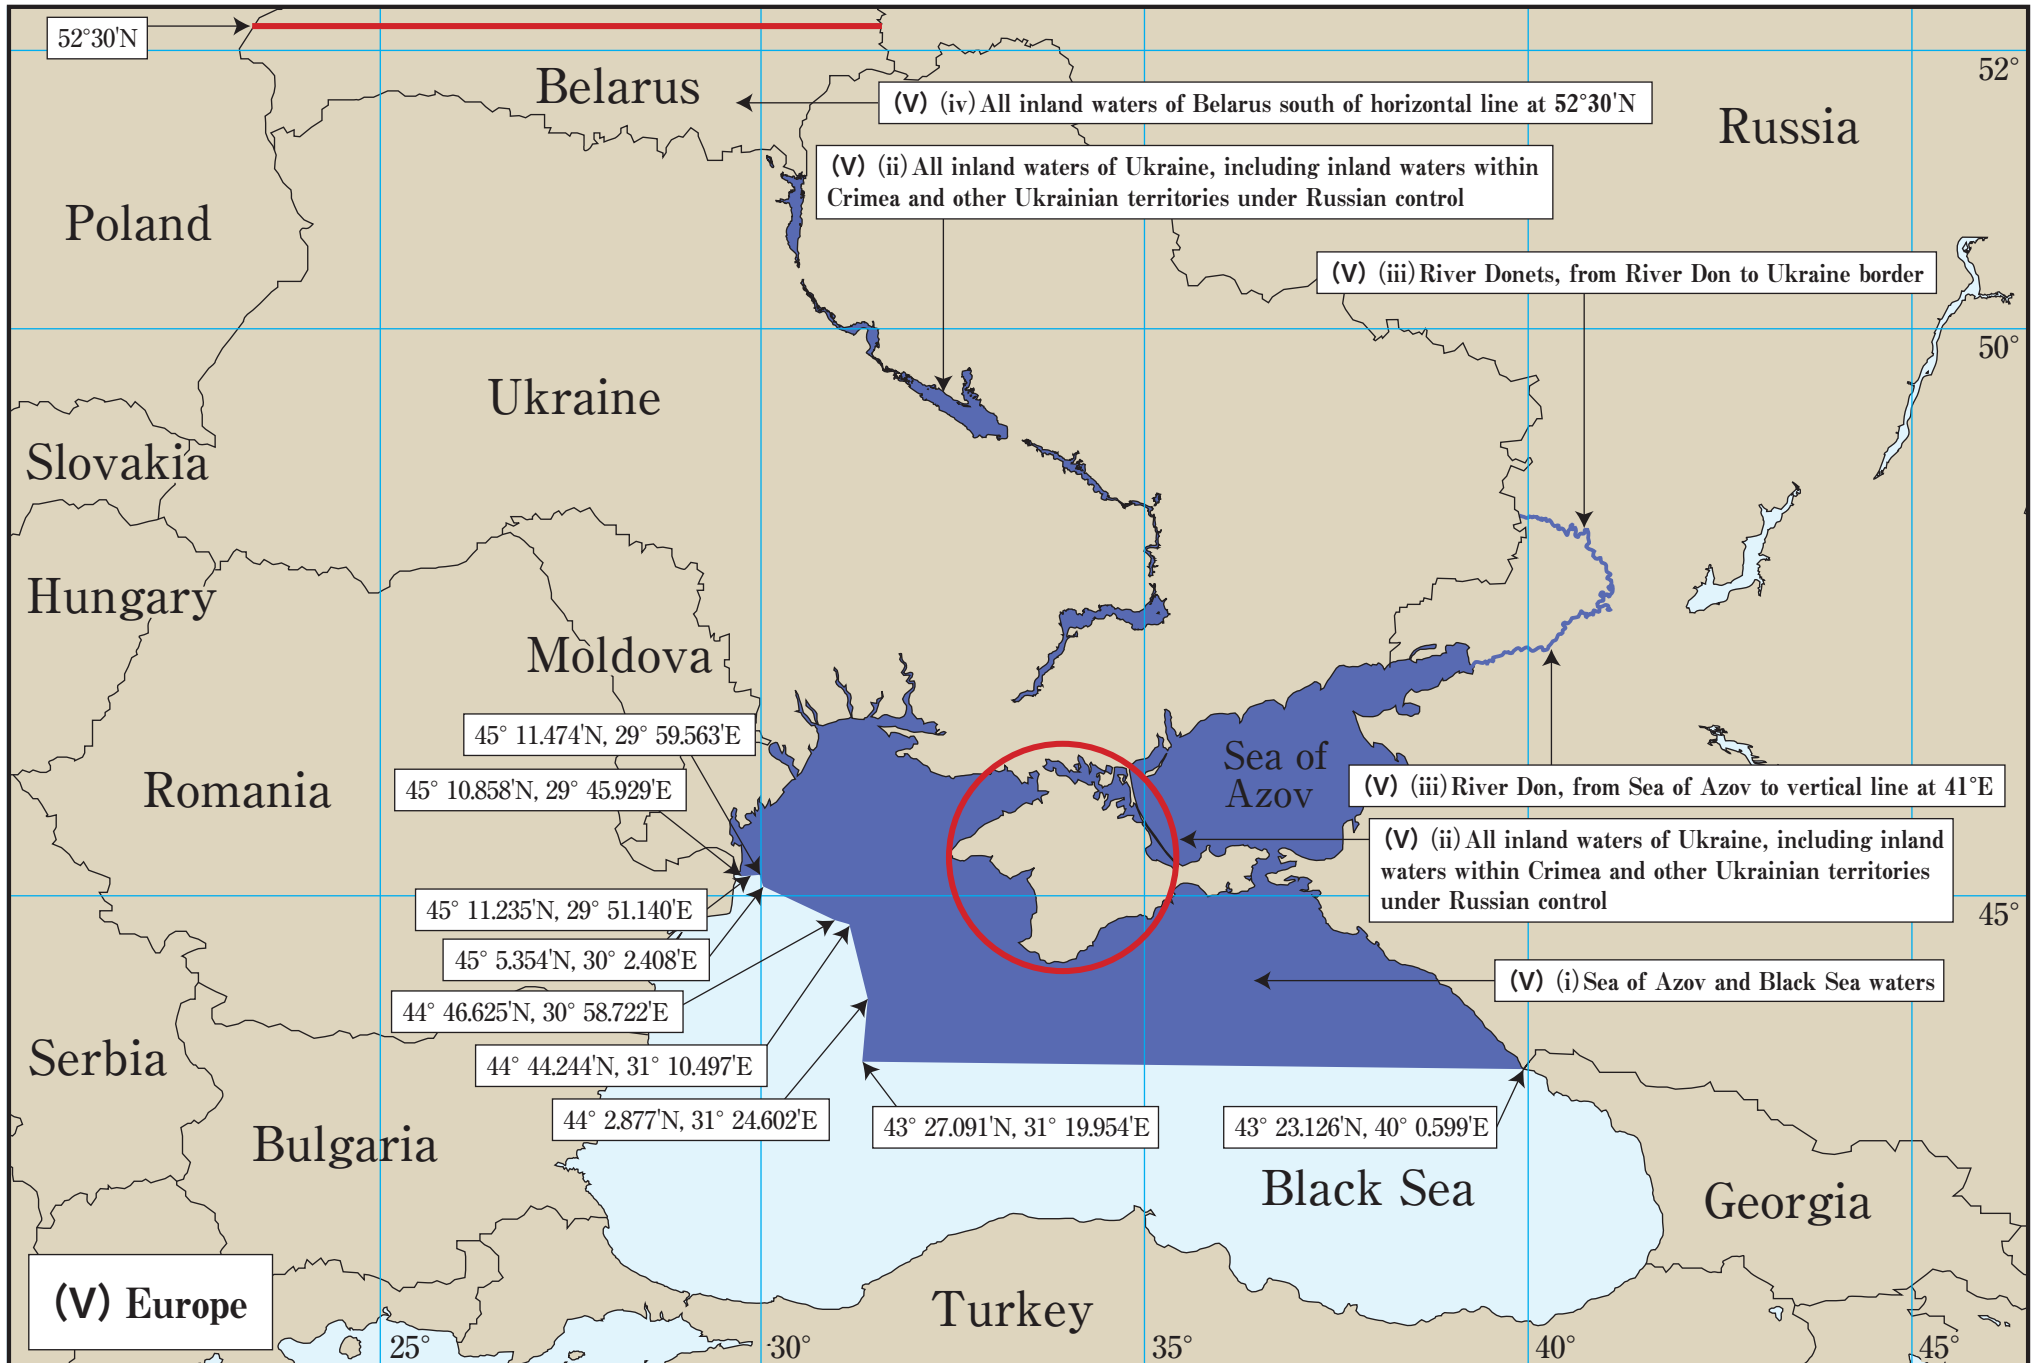 52°30'N
52°
Belarus
(V) (iv) All inland waters of Belarus south of horizontal line at 52°30'N
Russia
(V) (ii) All inland waters of Ukraine, including inland waters within
Crimea and other Ukrainian territories under Russian control
Poland
(V) (iii) River Donets, from River Don to Ukraine border
50°
Ukraine
Slovakia
Hungary
Moldova
45° 11.474'N, 29° 59.563'E
Sea of
Azov
45° 10.858'N, 29° 45.929'E
Romania
(V) (iii) River Don, from Sea of Azov to vertical line at 41°E
(V) (ii) All inland waters of Ukraine, including inland
waters within Crimea and other Ukrainian territories
under Russian control
45° 11.235'N, 29° 51.140'E
45°
45° 5.354'N, 30° 2.408'E
(V) (i) Sea of Azov and Black Sea waters
44° 46.625'N, 30° 58.722'E
Serbia
44° 44.244'N, 31° 10.497'E
44° 2.877'N, 31° 24.602'E
43° 27.091'N, 31° 19.954'E
43° 23.126'N, 40° 0.599'E
Bulgaria
Black Sea
Georgia
(V) Europe
Turkey
25°
30°
35°
40°
45°